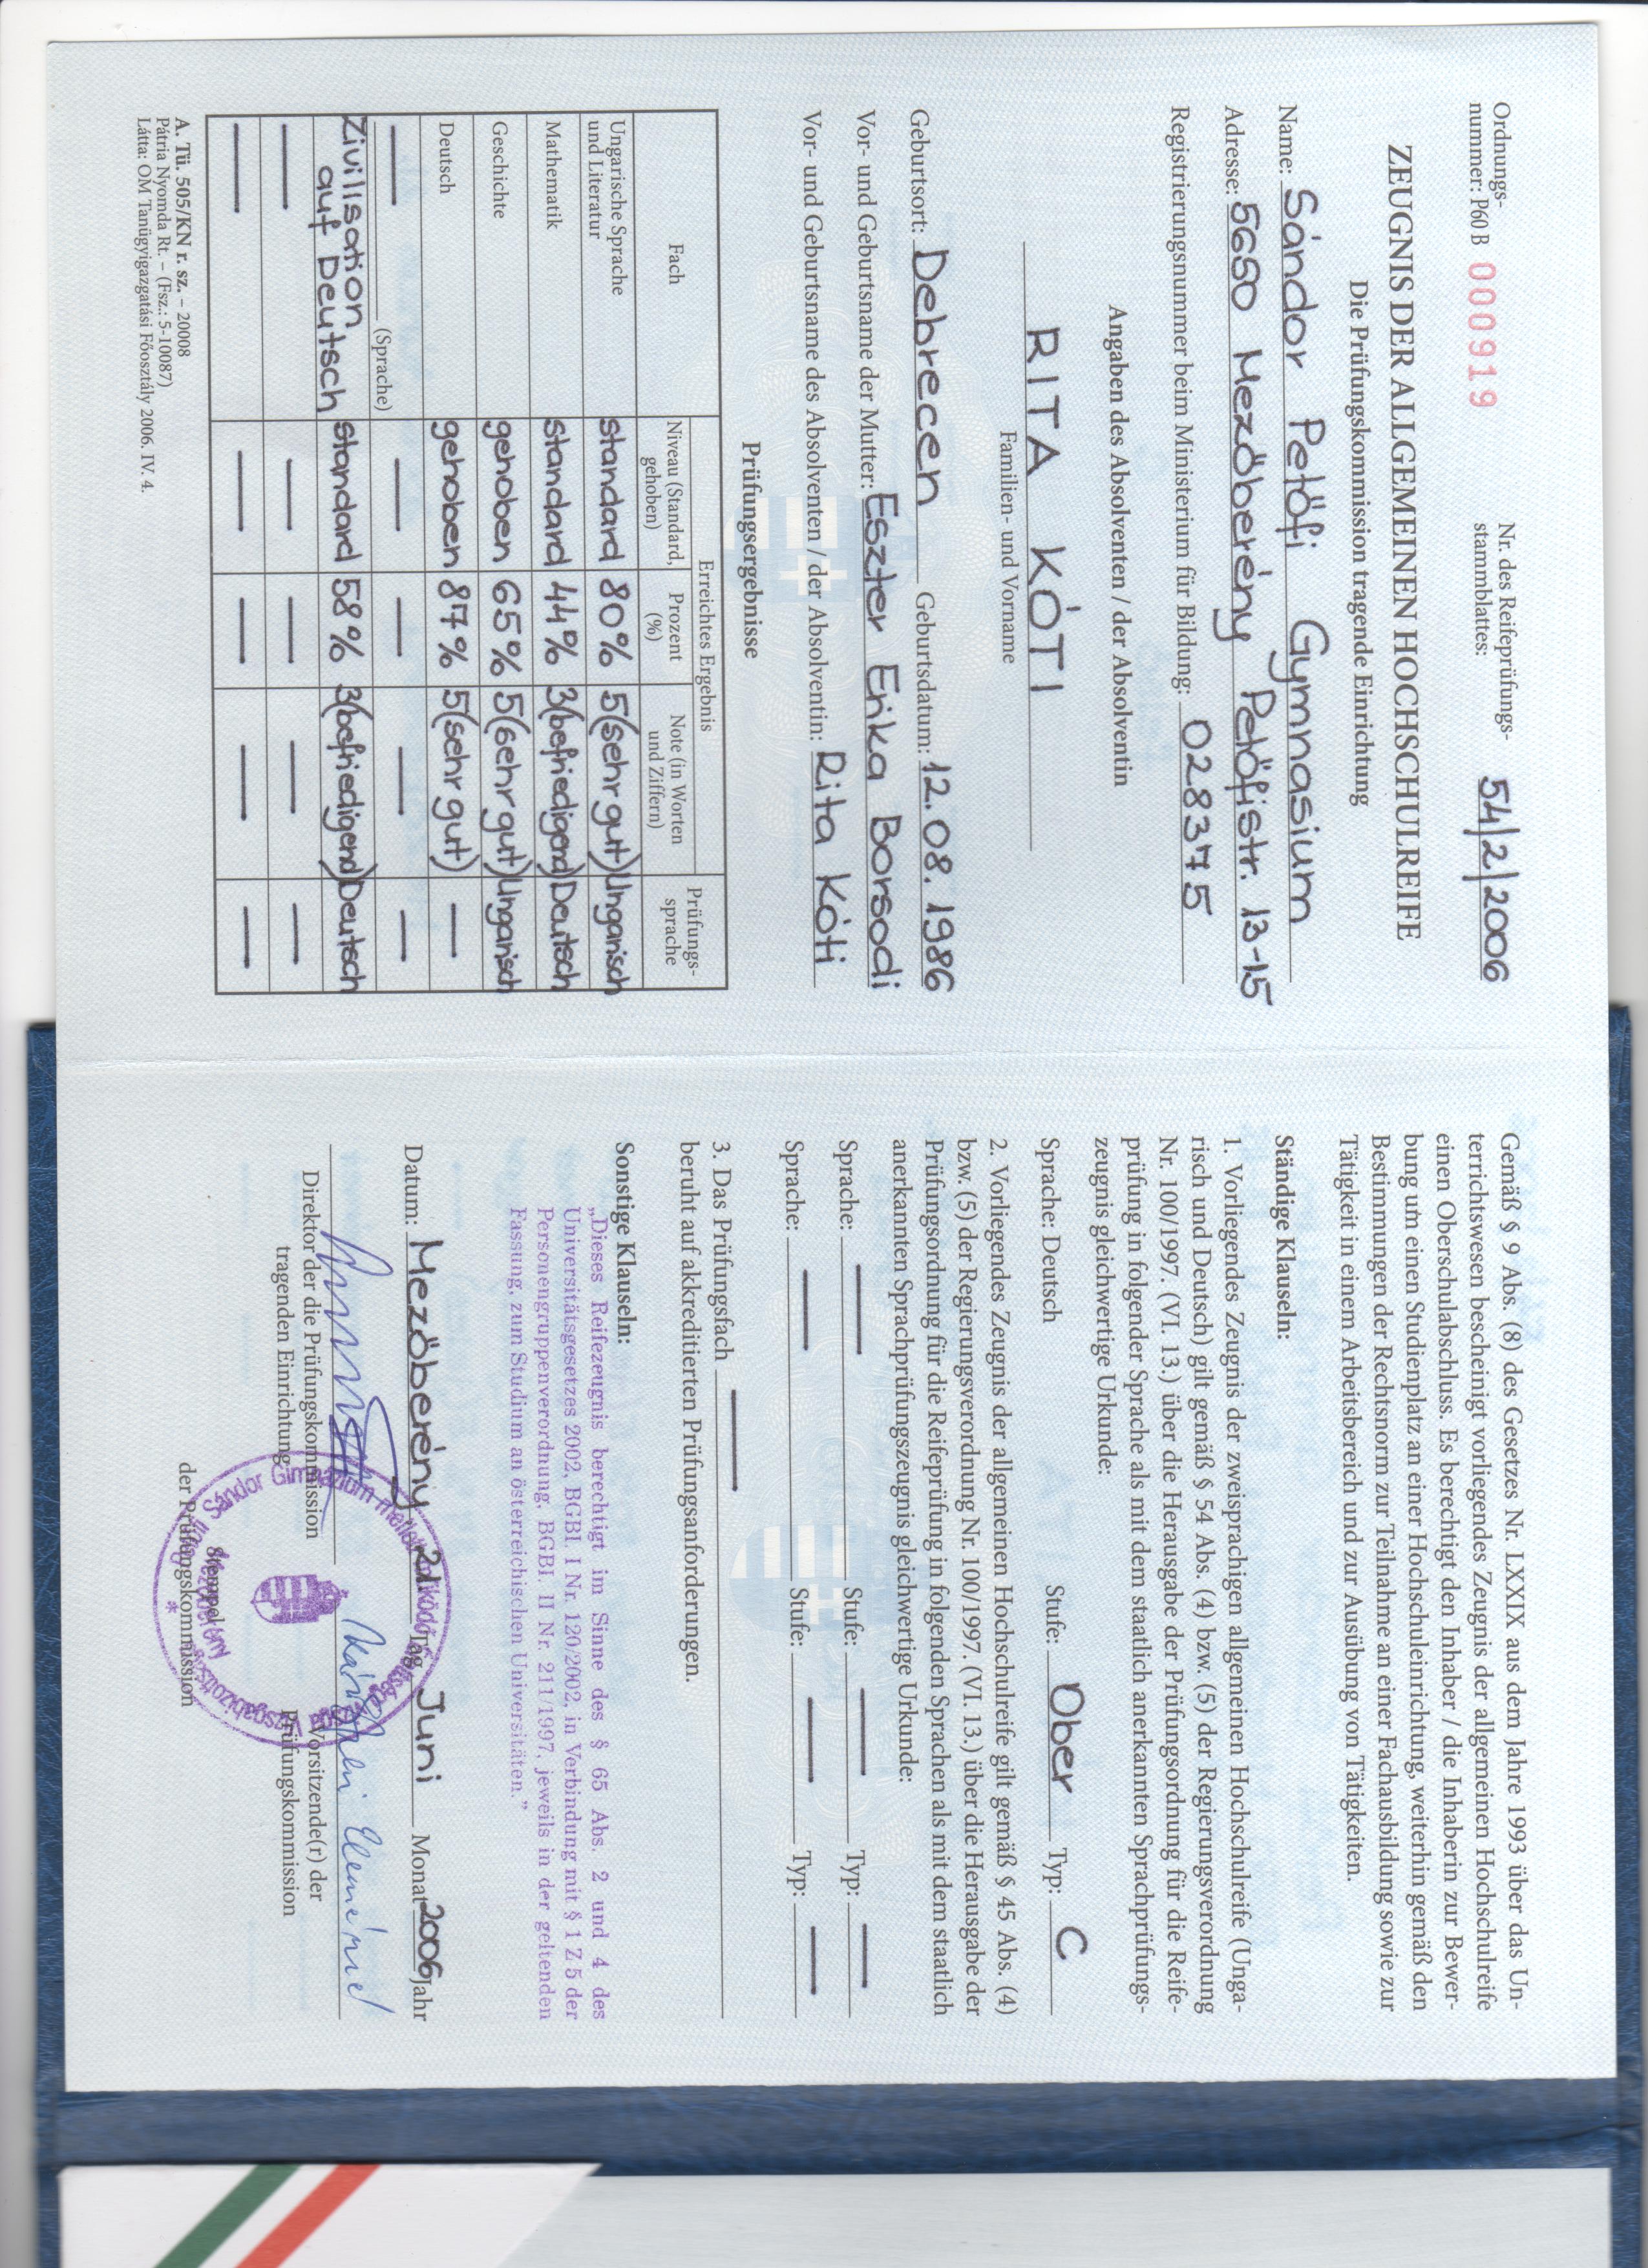 Ordnungs-
nummer: P60 B 000919
Nr. des Reifeprüfungs-
stammblattes: 54/2/2006
ZEUGNIS DER ALLGEMEINEN HOCHSCHULREIFE
Die Prüfungskommission tragende Einrichtung
Name: Sándor Petőfi Gymnasium
Adresse: 5650 Mezőberény Petőfistr. 13-15
Registrierungsnummer beim Ministerium für Bildung: 028375
Angaben des Absolventen / der Absolventin
RITA KÓTI
Familien- und Vorname
Geburtsort: Debrecen Geburtsdatum: 12.08.1986
Vor- und Geburtsname der Mutter: Eszter Erika Borsodi
Vor- und Geburtsname des Absolventen / der Absolventin: Rita Kóti
Prüfungsergebnisse
Fach
Erreichtes Ergebnis
Niveau (Standard, gehoben)
Prozent (%)
Note (in Worten und Ziffern)
Prüfungs-
sprache
Ungarische Sprache
und Literatur standard 80% 5(sehr gut) Ungarisch
Mathematik standard 44% 3(befriedigend) Deutsch
Geschichte gehoben 65% 5(sehr gut) Ungarisch
Deutsch gehoben 87% 5(sehr gut) —
— (Sprache) — — — —
Zivilisation
auf Deutsch standard 58% 3(befriedigend) Deutsch
— — — — —
— — — — —
A. Tü. 505/KN r. sz. – 20008
Pátria Nyomda Rt. – (Fsz.: 5-10087)
Látta: OM Tanügyigazgatási Főosztály 2006. IV. 4.
Gemäß § 9 Abs. (8) des Gesetzes Nr. LXXIX aus dem Jahre 1993 über das Un-
terrichtswesen bescheinigt vorliegendes Zeugnis der allgemeinen Hochschulreife
einen Oberschulabschluss. Es berechtigt den Inhaber / die Inhaberin zur Bewer-
bung um einen Studienplatz an einer Hochschuleinrichtung, weiterhin gemäß den
Bestimmungen der Rechtsnorm zur Teilnahme an einer Fachausbildung sowie zur
Tätigkeit in einem Arbeitsbereich und zur Ausübung von Tätigkeiten.
Ständige Klauseln:
1. Vorliegendes Zeugnis der zweisprachigen allgemeinen Hochschulreife (Unga-
risch und Deutsch) gilt gemäß § 54 Abs. (4) bzw. (5) der Regierungsverordnung
Nr. 100/1997. (VI. 13.) über die Herausgabe der Prüfungsordnung für die Reife-
prüfung in folgender Sprache als mit dem staatlich anerkannten Sprachprüfungs-
zeugnis gleichwertige Urkunde:
Sprache: Deutsch Stufe: Ober Typ: C
2. Vorliegendes Zeugnis der allgemeinen Hochschulreife gilt gemäß § 45 Abs. (4)
bzw. (5) der Regierungsverordnung Nr. 100/1997. (VI. 13.) über die Herausgabe der
Prüfungsordnung für die Reifeprüfung in folgenden Sprachen als mit dem staatlich
anerkannten Sprachprüfungszeugnis gleichwertige Urkunde:
Sprache: — Stufe: — Typ: —
Sprache: — Stufe: — Typ: —
3. Das Prüfungsfach —
beruht auf akkreditierten Prüfungsanforderungen.
Sonstige Klauseln:
„Dieses Reifezeugnis berechtigt im Sinne des § 65 Abs. 2 und 4 des
Universitätsgesetzes 2002, BGBl. I Nr. 120/2002, in Verbindung mit § 1 Z 5 der
Personengruppenverordnung, BGBl. II Nr. 211/1997, jeweils in der geltenden
Fassung, zum Studium an österreichischen Universitäten.”
Datum: Mezőberény 21 Tag Juni Monat 2006 Jahr
Direktor der die Prüfungskommission
tragenden Einrichtung
Vorsitzende(r) der
Prüfungskommission
Stempel
der Prüfungskommission
Sándor Gimnázium mellett működő
Mezőberény